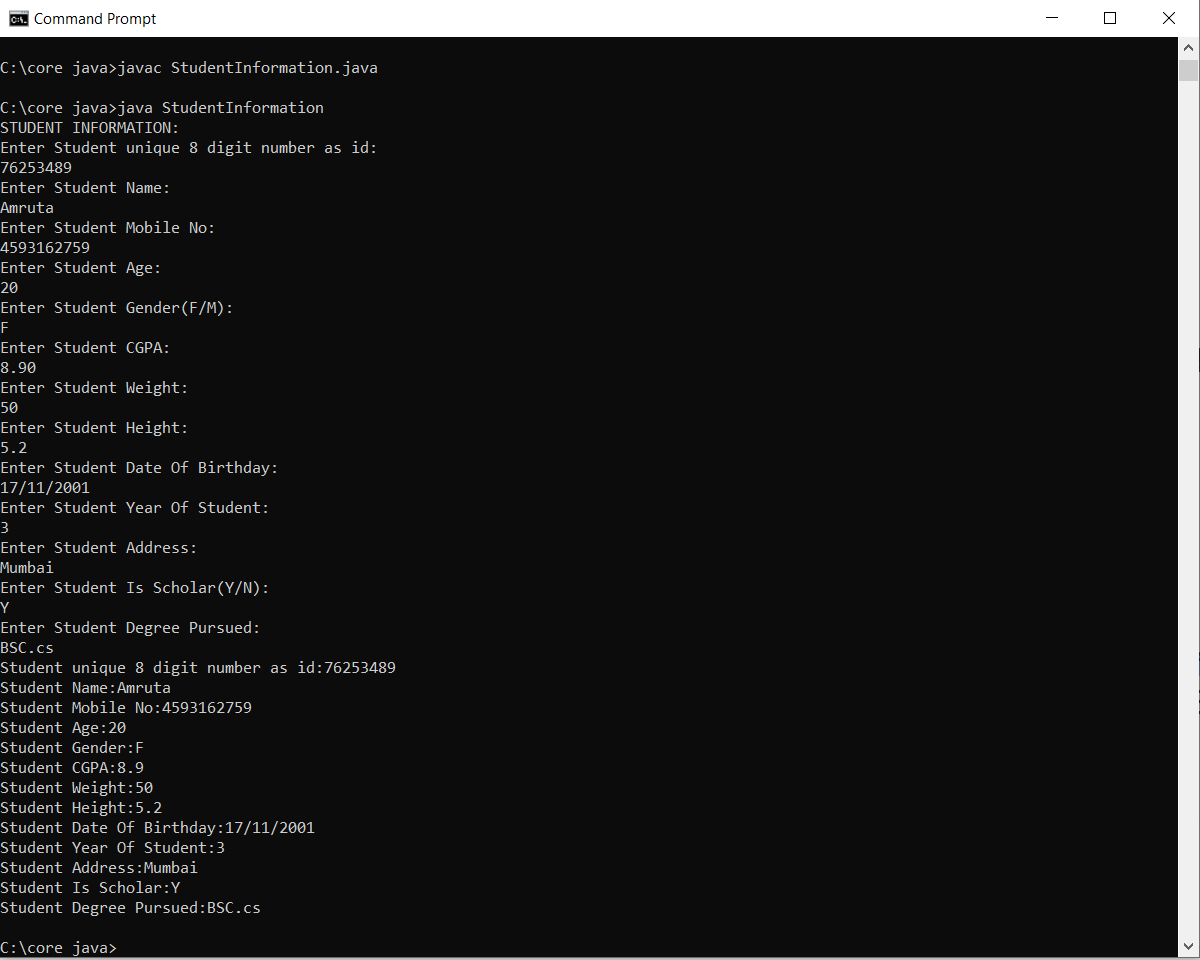 Command Prompt
C:\core java>javac StudentInformation.java
C:\core java>java StudentInformation
STUDENT INFORMATION:
Enter Student unique 8 digit number as id:
76253489
Enter Student Name:
Amruta
Enter Student Mobile No:
4593162759
Enter Student Age:
20
Enter Student Gender(F/M):
F
Enter Student CGPA:
8.90
Enter Student Weight:
50
Enter Student Height:
5.2
Enter Student Date Of Birthday:
17/11/2001
Enter Student Year Of Student:
3
Enter Student Address:
Mumbai
Enter Student Is Scholar(Y/N):
Y
Enter Student Degree Pursued:
BSC.cs
Student unique 8 digit number as id:76253489
Student Name:Amruta
Student Mobile No:4593162759
Student Age:20
Student Gender:F
Student CGPA:8.9
Student Weight:50
Student Height:5.2
Student Date Of Birthday:17/11/2001
Student Year Of Student:3
Student Address:Mumbai
Student Is Scholar:Y
Student Degree Pursued:BSC.cs
C:\core java>